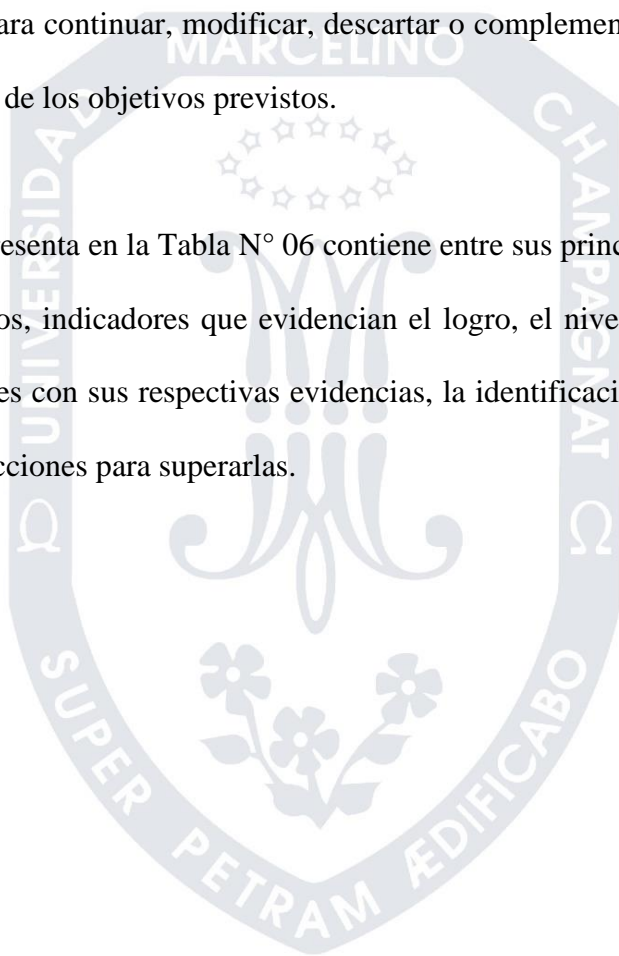 ara continuar, modificar, descartar o complemen
de los objetivos previstos.
esenta en la Tabla N° 06 contiene entre sus princ
os, indicadores que evidencian el logro, el nive
es con sus respectivas evidencias, la identificaci
cciones para superarlas.
UNIVERSIDAD
MARCELINO
CHAMPAGNAT
Ω
Ω
SUPER
PETRAM
ÆDIFICABO